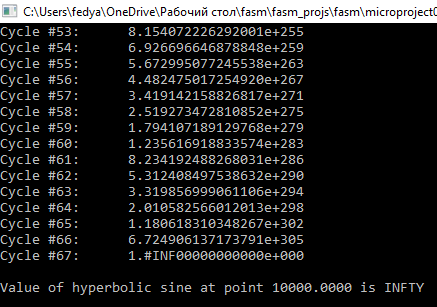 C:\Users\fedya\OneDrive\Рабочий стол\fasm\fasm_projs\fasm\microproject0
Cycle #53: 8.154072226292001e+255
Cycle #54: 6.926696646878848e+259
Cycle #55: 5.672995077245538e+263
Cycle #56: 4.482475017254920e+267
Cycle #57: 3.419142158826817e+271
Cycle #58: 2.519273472810852e+275
Cycle #59: 1.794107189129768e+279
Cycle #60: 1.235616918833574e+283
Cycle #61: 8.234192488268031e+286
Cycle #62: 5.312408497538632e+290
Cycle #63: 3.319856999061106e+294
Cycle #64: 2.010582566012013e+298
Cycle #65: 1.180618310348267e+302
Cycle #66: 6.724906137173791e+305
Cycle #67: 1.#INF00000000000e+000
Value of hyperbolic sine at point 10000.0000 is INFTY